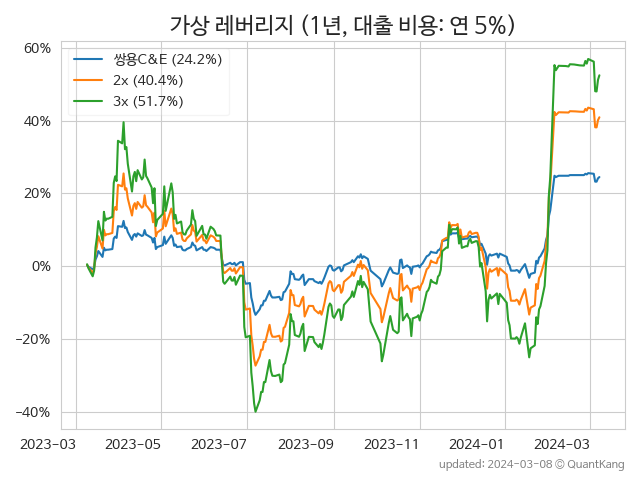 가상 레버리지 (1년, 대출 비용: 연 5%)
쌍용C&E (24.2%)
2x (40.4%)
3x (51.7%)
60%
40%
20%
0%
−20%
−40%
2023-03 2023-05 2023-07 2023-09 2023-11 2024-01 2024-03
updated: 2024-03-08 © QuantKang